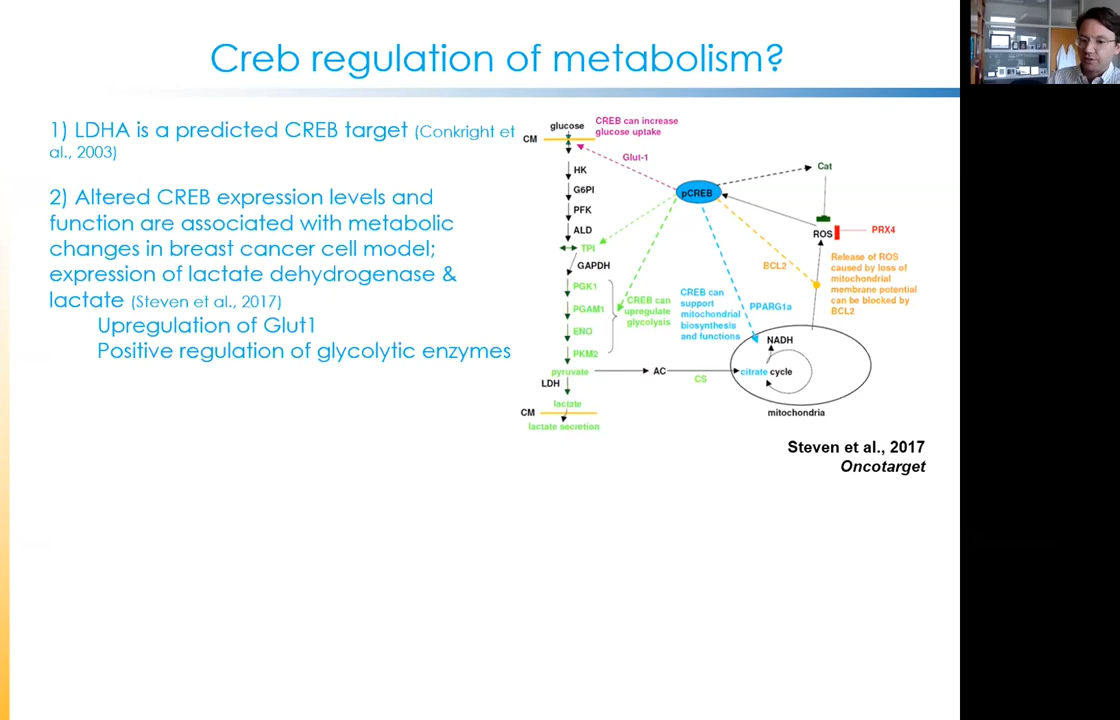 Creb regulation of metabolism?
1) LDHA is a predicted CREB target (Conkright et
al., 2003)
2) Altered CREB expression levels and
function are associated with metabolic
changes in breast cancer cell model;
expression of lactate dehydrogenase &
lactate (Steven et al., 2017)
Upregulation of Glut1
Positive regulation of glycolytic enzymes
glucose
CM
CREB can increase
glucose uptake
Glut-1
HK
G6PI
PFK
ALD
TPI
GAPDH
PGK1
PGAM1
ENO
PKM2
pyruvate
LDH
lactate
CM
lactate secretion
CREB can
upregulate
glycolysis
pCREB
Cat
ROS
PRX4
BCL2
Release of ROS
caused by loss of
mitochondrial
membrane potential
can be blocked by
BCL2
CREB can
support
mitochondrial
biosynthesis
and functions
PPARG1a
NADH
AC
CS
citrate cycle
mitochondria
Steven et al., 2017
Oncotarget